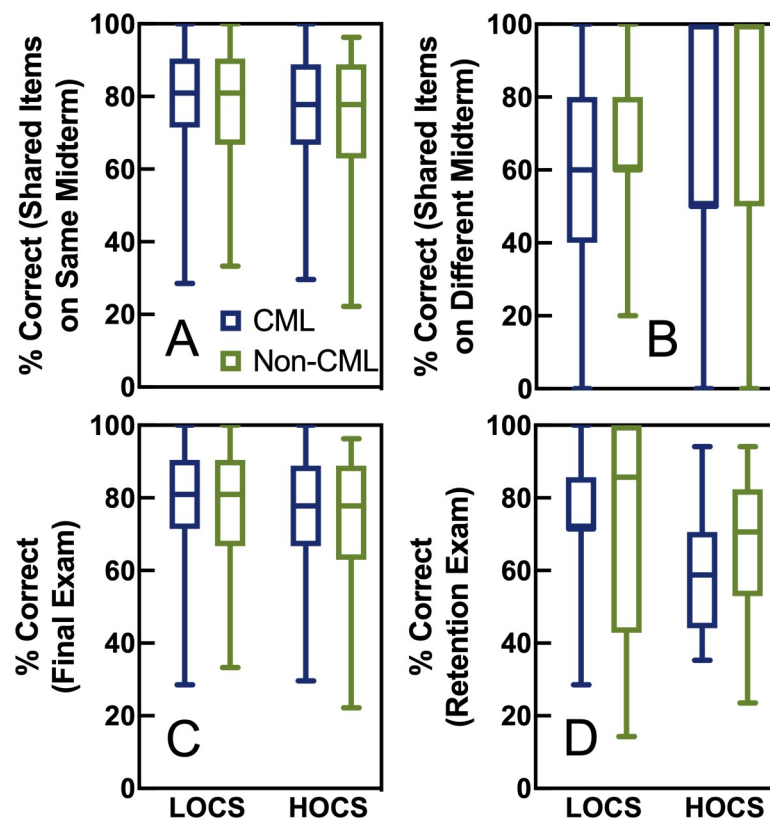 % Correct (Shared Items
on Same Midterm)
100
80
60
40
20
0
A
CML
Non-CML
% Correct (Shared Items
on Different Midterm)
100
80
60
40
20
0
B
% Correct
(Final Exam)
100
80
60
40
20
0
C
LOCS HOCS
% Correct
(Retention Exam)
100
80
60
40
20
0
D
LOCS HOCS